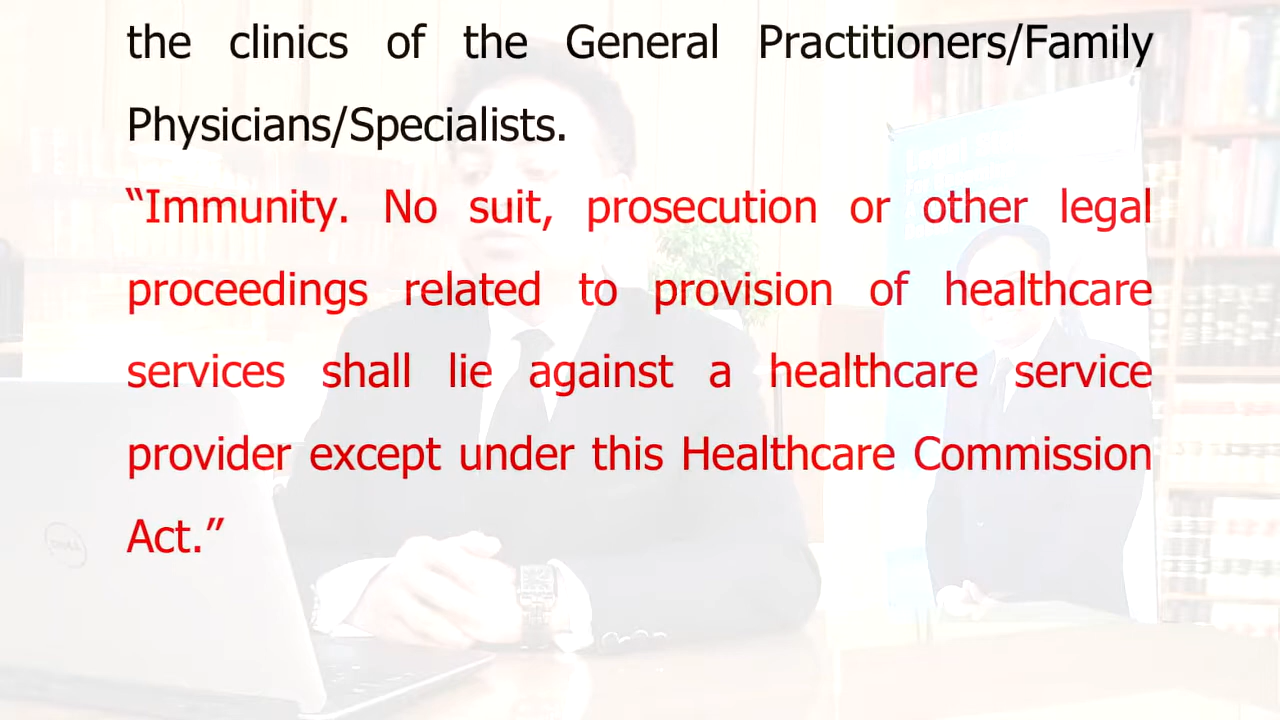 the clinics of the General Practitioners/Family
Physicians/Specialists.
“Immunity. No suit, prosecution or other legal
proceedings related to provision of healthcare
services shall lie against a healthcare service
provider except under this Healthcare Commission
Act.”
DELL